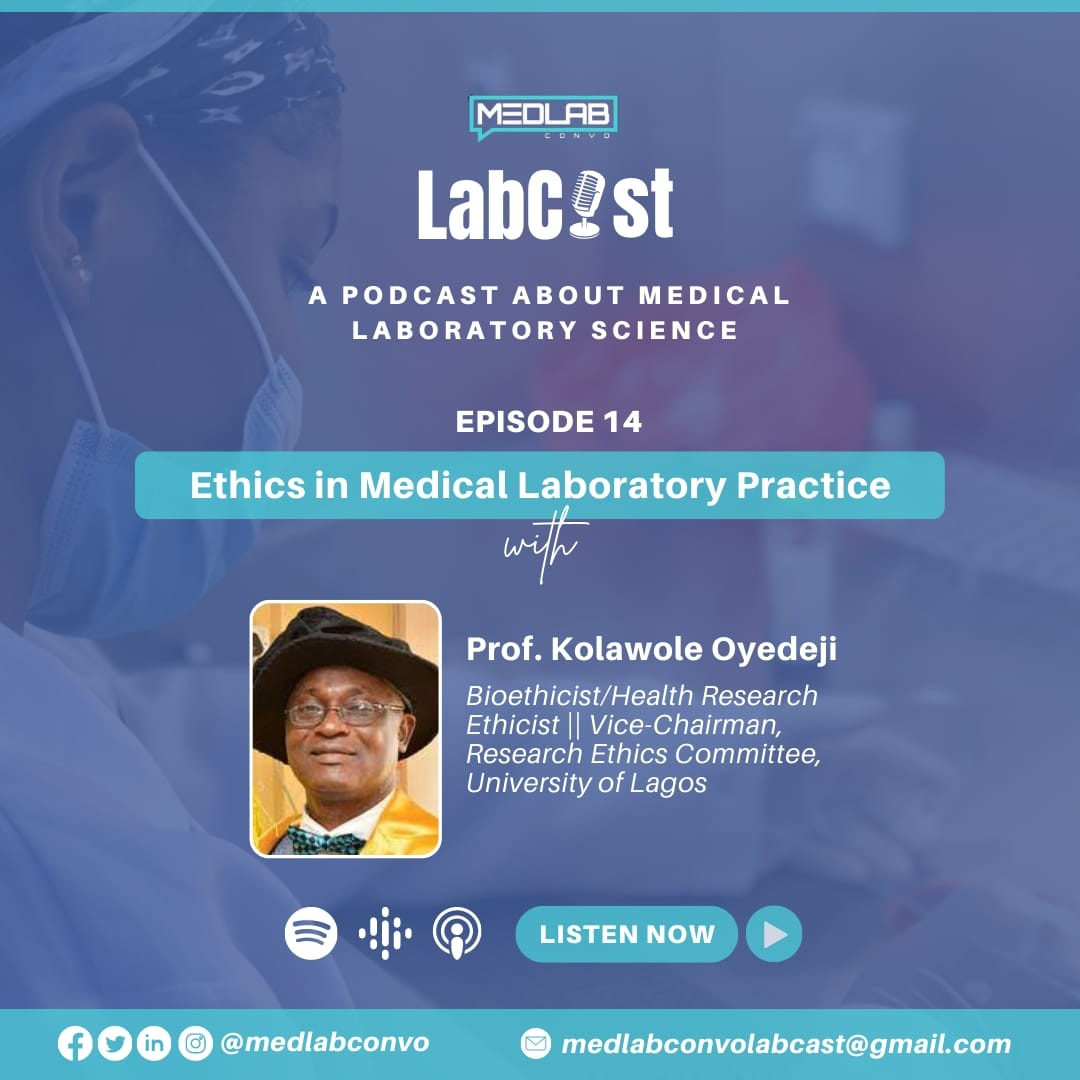 MEDLAB
CONVO
LabCast
A PODCAST ABOUT MEDICAL
LABORATORY SCIENCE
EPISODE 14
Ethics in Medical Laboratory Practice
with
Prof. Kolawole Oyedeji
Bioethicist/Health Research
Ethicist || Vice-Chairman,
Research Ethics Committee,
University of Lagos
LISTEN NOW
@medlabconvo
medlabconvolabcast@gmail.com